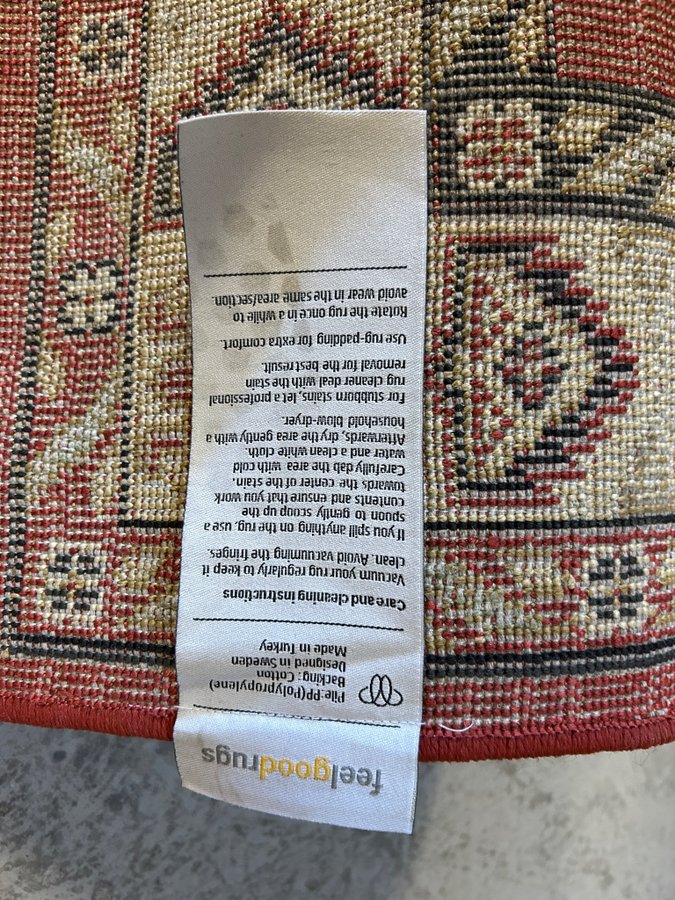 feelgoodrugs
Pile:PP(Polypropylene)
Backing: Cotton
Designed in Sweden
Made in Turkey
Care and cleaning instructions
Vacuum your rug regularly to keep it
clean. Avoid vacuuming the fringes.
If you spill anything on the rug, use a
spoon to gently scoop up the
contents and ensure that you work
towards the center of the stain.
Carefully dab the area with cold
water and a clean white cloth.
Afterwards, dry the area gently with a
household blow-dryer.
For stubborn stains, let a professional
rug cleaner deal with the stain
removal for the best result.
Use rug-padding for extra comfort.
Rotate the rug once in a while to
avoid wear in the same area/section.